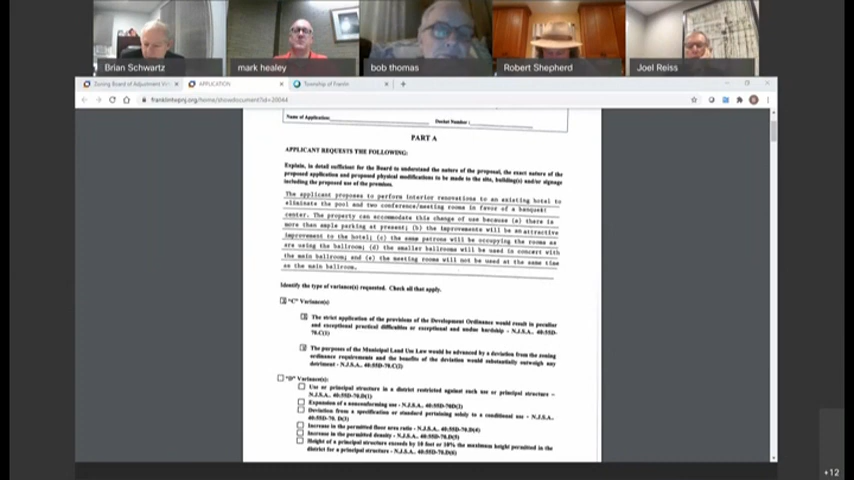 Brian Schwartz
mark healey
bob thomas
Robert Shepherd
Joel Reiss
Zoning Board of Adjustment
APPLICATION
Township of Franklin
franklintwpnj.org/home/showdocument?id=20044
Name of Application: Docket Number:
PART A
APPLICANT REQUESTS THE FOLLOWING:
Explain, in detail sufficient for the Board to understand the nature of the proposal, the exact nature of the
proposed application and proposed physical modifications to be made to the site, building(s) and/or signage
including the proposed use of the premises.
The applicant proposes to perform interior renovations to an existing hotel to
eliminate the pool and two conference/meeting rooms in favor of a banquet
center. The property can accommodate this change of use because (a) there is
more than ample parking at present; (b) the improvements will be an attractive
improvement to the hotel; (c) the same patrons will be occupying the rooms as
are using the ballroom; (d) the smaller ballrooms will be used in concert with
the main ballroom; and (e) the meeting rooms will not be used at the same time
as the main ballroom.
Identify the type of variance(s) requested. Check all that apply.
"C" Variance(s)
The strict application of the provisions of the Development Ordinance would result in peculiar
and exceptional practical difficulties or exceptional and undue hardship - N.J.S.A. 40:55D-
70.C(1)
The purposes of the Municipal Land Use Law would be advanced by a deviation from the zoning
ordinance requirements and the benefits of the deviation would substantially outweigh any
detriment - N.J.S.A. 40:55D-70.C(2)
"D" Variance(s):
Use or principal structure in a district restricted against such use or principal structure –
N.J.S.A. 40:55D-70.D(1)
Expansion of a nonconforming use - N.J.S.A. 40:55D-70D(2)
Deviation from a specification or standard pertaining solely to a conditional use - N.J.S.A.
40:55D-70. D(3)
Increase in the permitted floor area ratio - N.J.S.A. 40:55D-70.D(4)
Increase in the permitted density - N.J.S.A. 40:55D-70.D(5)
Height of a principal structure exceeds by 10 feet or 10% the maximum height permitted in the
district for a principal structure - N.J.S.A. 40:55D-70.D(6)
+12